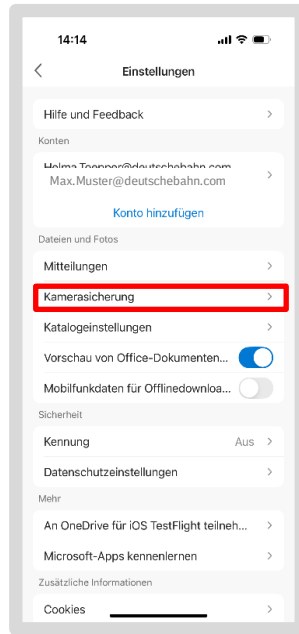 14:14
Einstellungen
Hilfe und Feedback
Konten
Max.Muster@deutschebahn.com
Konto hinzufügen
Dateien und Fotos
Mitteilungen
Kamerasicherung
Katalogeinstellungen
Vorschau von Office-Dokumenten...
Mobilfunkdaten für Offlinedownloa...
Sicherheit
Kennung Aus
Datenschutzeinstellungen
Mehr
An OneDrive für iOS TestFlight teilneh...
Microsoft-Apps kennenlernen
Zusätzliche Informationen
Cookies